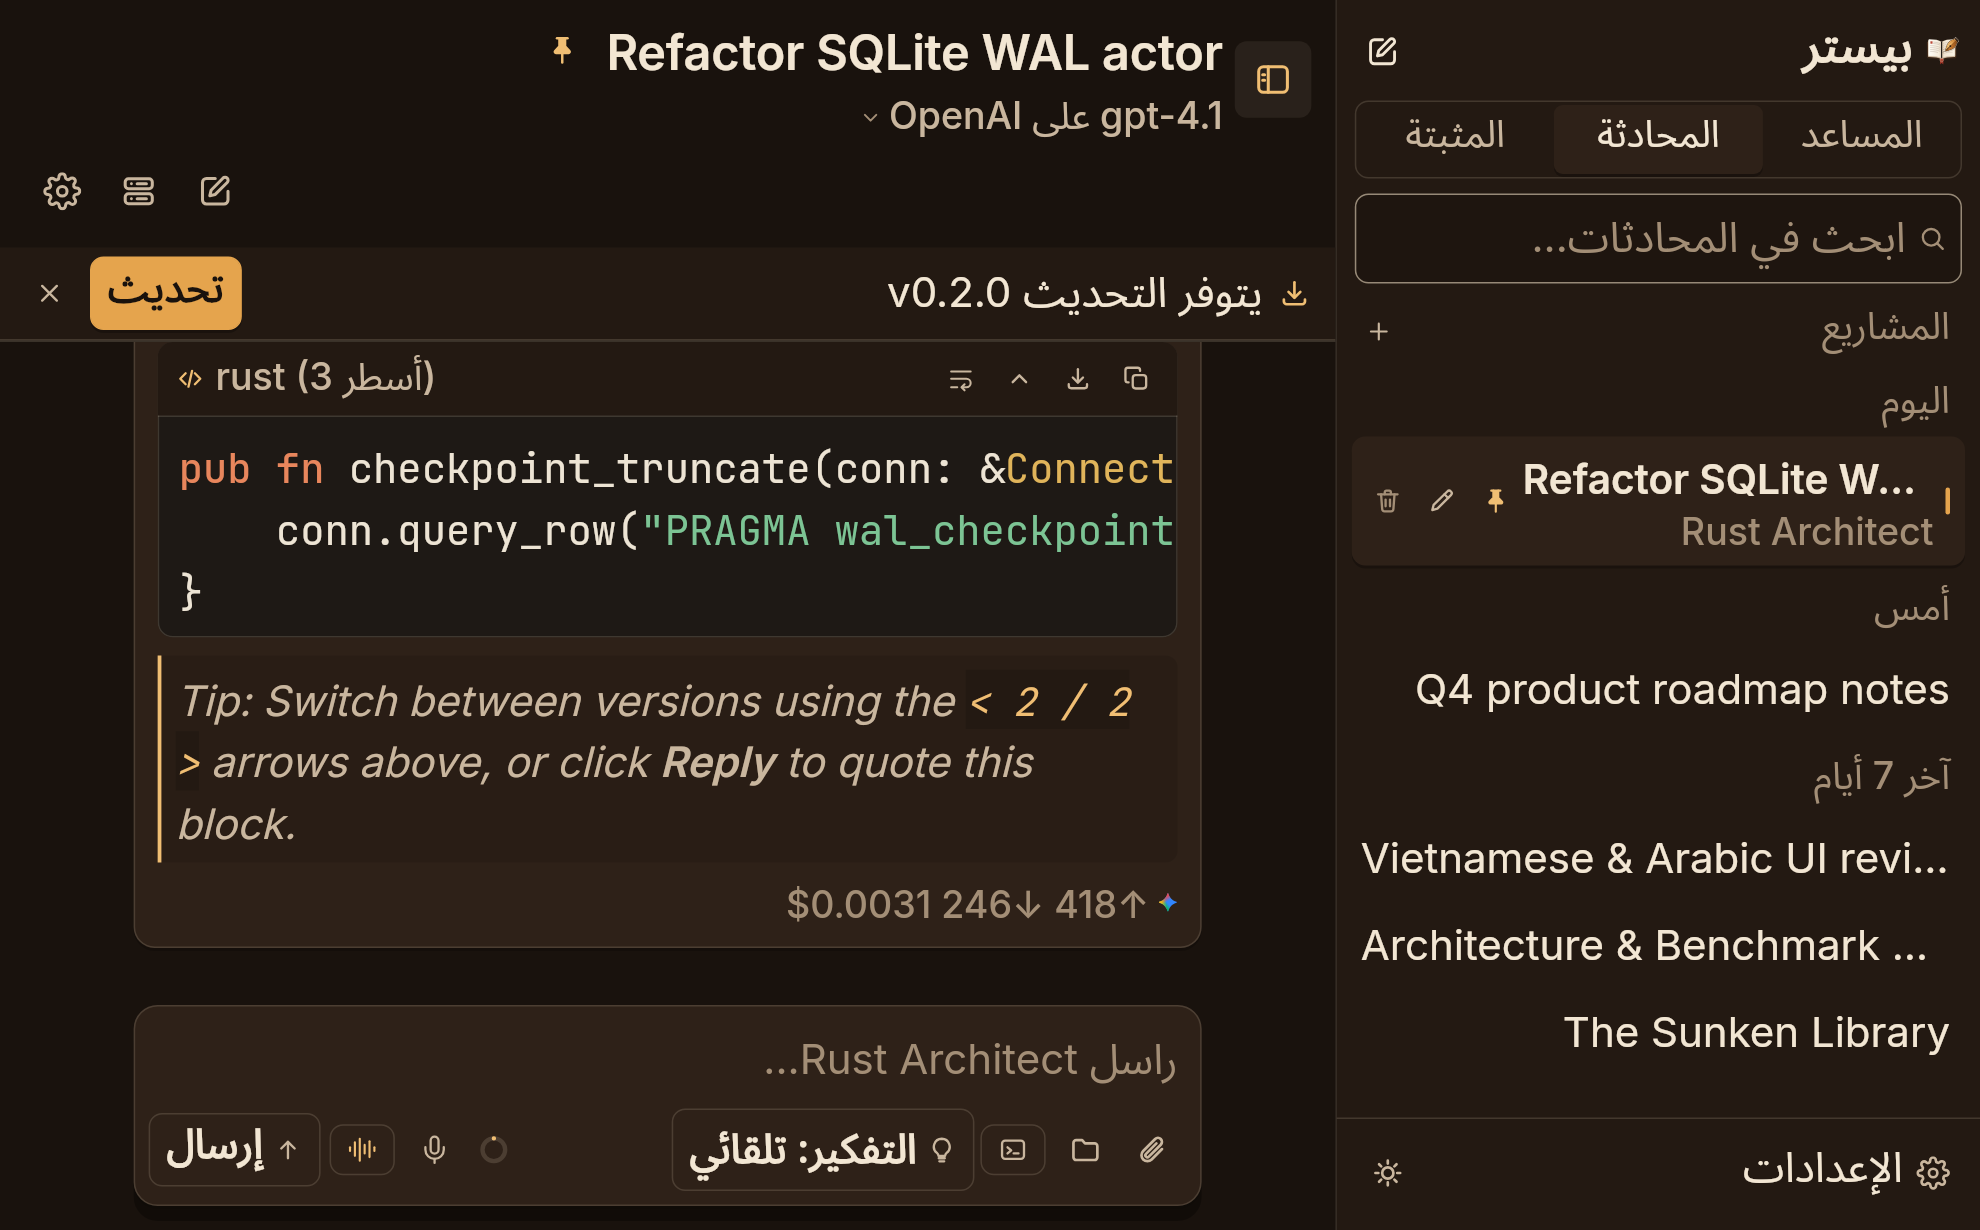 بيستر
المساعد
المحادثة
المثبتة
ابحث في المحادثات...
المشاريع
اليوم
Refactor SQLite W...
Rust Architect
أمس
Q4 product roadmap notes
آخر 7 أيام
Vietnamese & Arabic UI revi...
Architecture & Benchmark ...
The Sunken Library
الإعدادات
Refactor SQLite WAL actor
gpt-4.1 على OpenAI
يتوفر التحديث v0.2.0
تحديث
rust (3 أسطر)
pub fn checkpoint_truncate(conn: &Connect
conn.query_row("PRAGMA wal_checkpoint
}
Tip: Switch between versions using the < 2 / 2
> arrows above, or click Reply to quote this
block.
↑418 ↓246 $0.0031
راسل Rust Architect...
التفكير: تلقائي
إرسال